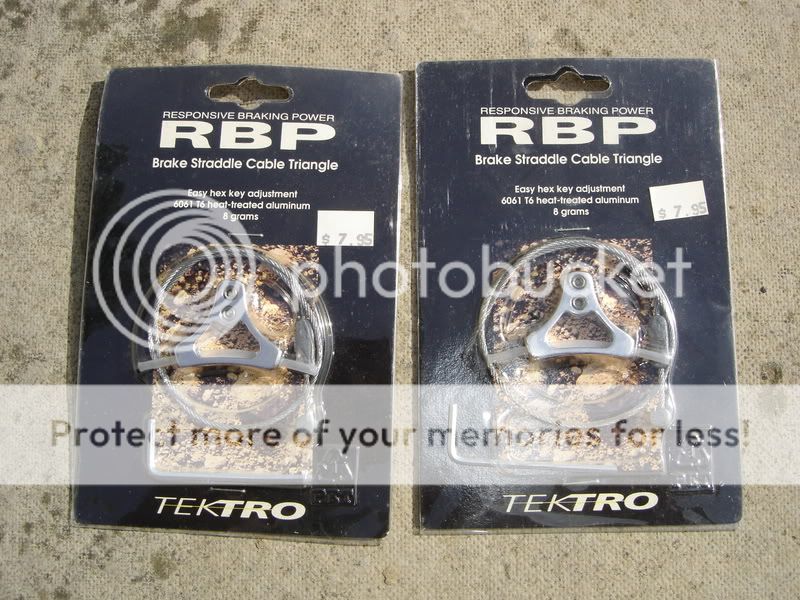 RESPONSIVE BRAKING POWER
RBP
Brake Straddle Cable Triangle
Easy hex key adjustment
6061 T6 heat-treated aluminum
8 grams
$ 7.95
TEKTRO
RESPONSIVE BRAKING POWER
RBP
Brake Straddle Cable Triangle
Easy hex key adjustment
6061 T6 heat-treated aluminum
8 grams
$ 7.95
TEKTRO
photobucket
Protect more of your memories for less!